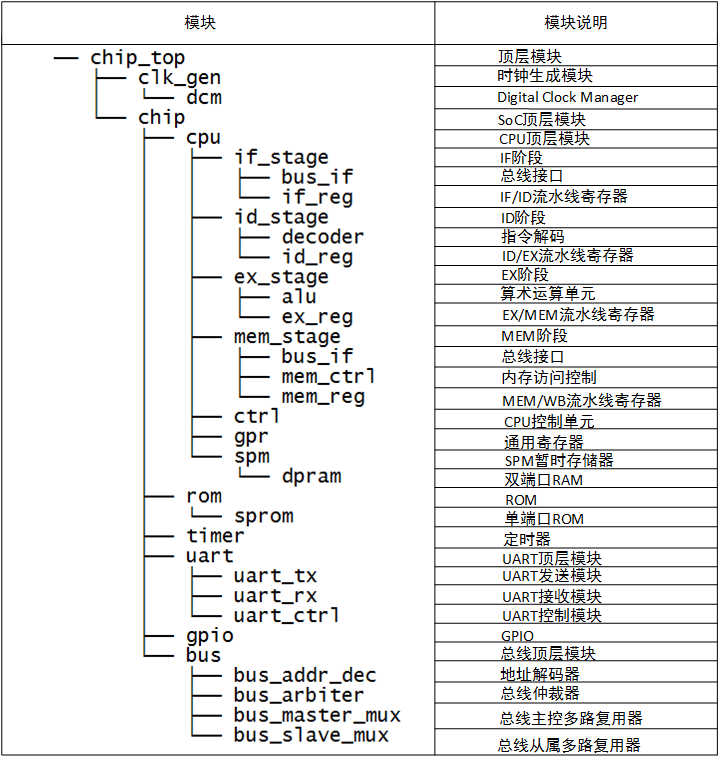 模块 模块说明
chip_top 顶层模块
clk_gen 时钟生成模块
dcm Digital Clock Manager
chip SoC顶层模块
cpu CPU顶层模块
if_stage IF阶段
bus_if 总线接口
if_reg IF/ID流水线寄存器
id_stage ID阶段
decoder 指令解码
id_reg ID/EX流水线寄存器
ex_stage EX阶段
alu 算术运算单元
ex_reg EX/MEM流水线寄存器
mem_stage MEM阶段
bus_if 总线接口
mem_ctrl 内存访问控制
mem_reg MEM/WB流水线寄存器
ctrl CPU控制单元
gpr 通用寄存器
spm SPM暂时存储器
dpram 双端口RAM
rom ROM
sprom 单端口ROM
timer 定时器
uart UART顶层模块
uart_tx UART发送模块
uart_rx UART接收模块
uart_ctrl UART控制模块
gpio GPIO
bus 总线顶层模块
bus_addr_dec 地址解码器
bus_arbiter 总线仲裁器
bus_master_mux 总线主控多路复用器
bus_slave_mux 总线从属多路复用器